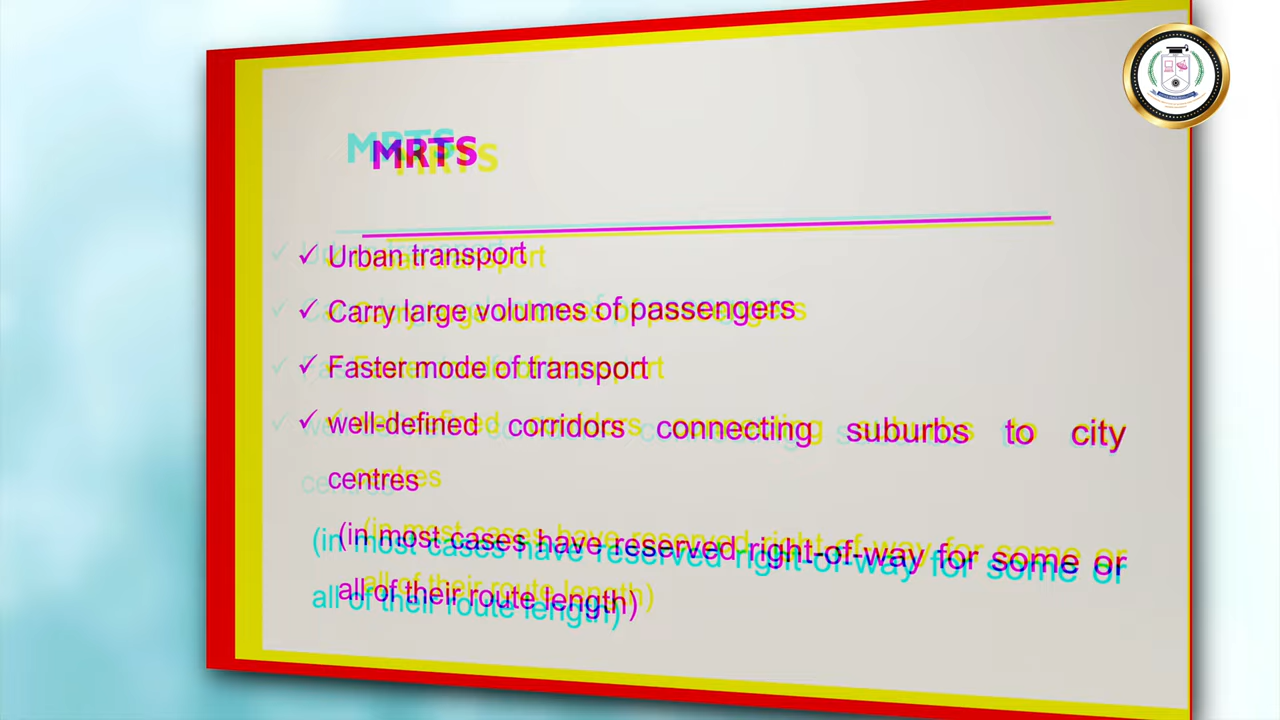 MRTS
✓ Urban transport
✓ Carry large volumes of passengers
✓ Faster mode of transport
✓ well-defined corridors connecting suburbs to city
centres
(in most cases have reserved right-of-way for some or
all of their route length)